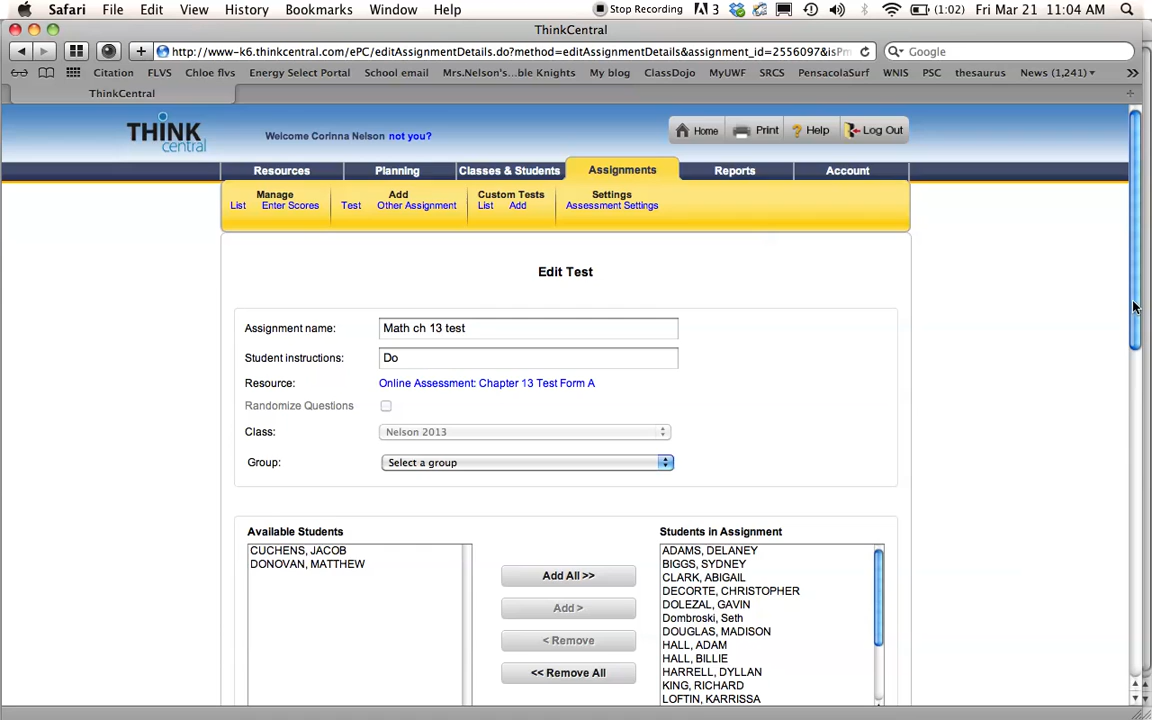 Safari File Edit View History Bookmarks Window Help Stop Recording 3 (1:02) Fri Mar 21 11:04 AM
ThinkCentral
http://www-k6.thinkcentral.com/ePC/editAssignmentDetails.do?method=editAssignmentDetails&assignment_id=2556097&isPm Google
Citation FLVS Chloe flvs Energy Select Portal School email Mrs.Nelson's...ble Knights My blog ClassDojo MyUWF SRCS PensacolaSurf WNIS PSC thesaurus News (1,241)
ThinkCentral
THINK central Welcome Corinna Nelson not you? Home Print Help Log Out
Resources Planning Classes & Students Assignments Reports Account
Manage Add Custom Tests Settings
List Enter Scores Test Other Assignment List Add Assessment Settings
Edit Test
Assignment name: Math ch 13 test
Student instructions: Do
Resource: Online Assessment: Chapter 13 Test Form A
Randomize Questions
Class: Nelson 2013
Group: Select a group
Available Students Students in Assignment
CUCHENS, JACOB ADAMS, DELANEY
DONOVAN, MATTHEW BIGGS, SYDNEY
Add All >> CLARK, ABIGAIL
DECORTE, CHRISTOPHER
Add > DOLEZAL, GAVIN
Dombroski, Seth
DOUGLAS, MADISON
< Remove HALL, ADAM
HALL, BILLIE
<< Remove All HARRELL, DYLLAN
KING, RICHARD
LOFTIN, KARRISSA